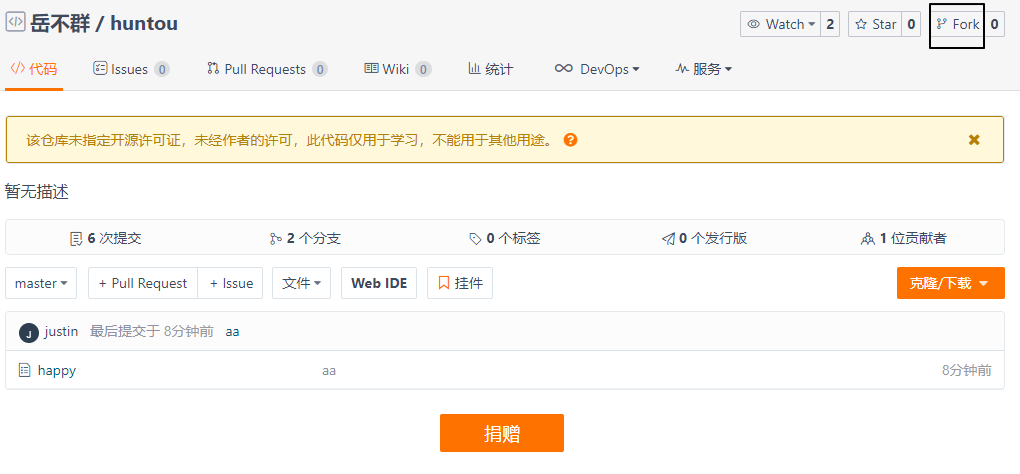 岳不群 / huntou
Watch 2 Star 0 Fork 0
代码 Issues 0 Pull Requests 0 Wiki 0 统计 DevOps 服务
该仓库未指定开源许可证，未经作者的许可，此代码仅用于学习，不能用于其他用途。
暂无描述
6 次提交 2 个分支 0 个标签 0 个发行版 1 位贡献者
master + Pull Request + Issue 文件 Web IDE 挂件 克隆/下载
J justin 最后提交于 8分钟前 aa
happy aa 8分钟前
捐赠